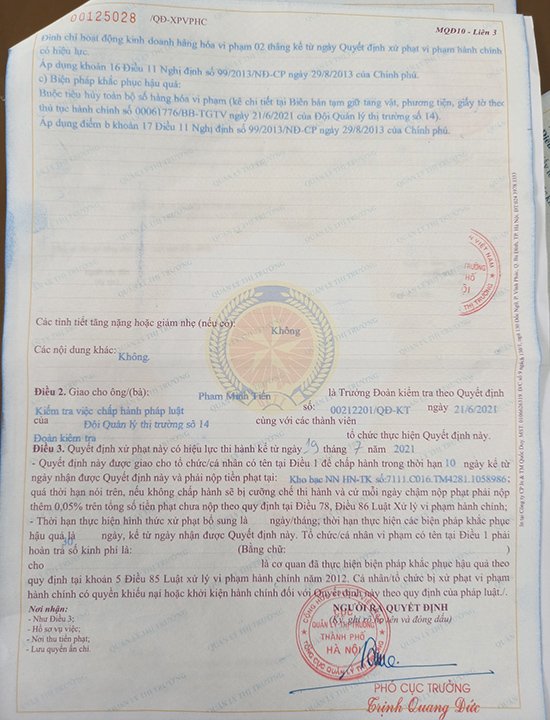 00125028 /QĐ-XPVPHC
MQĐ10 - Liên 3
Đình chỉ hoạt động kinh doanh hàng hóa vi phạm 02 tháng kể từ ngày Quyết định xử phạt vi phạm hành chính
có hiệu lực.
Áp dụng khoản 16 Điều 11 Nghị định số 99/2013/NĐ-CP ngày 29/8/2013 của Chính phủ.
c) Biện pháp khắc phục hậu quả:
Buộc tiêu hủy toàn bộ số hàng hóa vi phạm (kê chi tiết tại Biên bản tạm giữ tang vật, phương tiện, giấy tờ theo
thủ tục hành chính số 00061776/BB-TGTV ngày 21/6/2021 của Đội Quản lý thị trường số 14).
Áp dụng điểm b khoản 17 Điều 11 Nghị định số 99/2013/NĐ-CP ngày 29/8/2013 của Chính phủ.
Các tình tiết tăng nặng hoặc giảm nhẹ (nếu có):
Không
Các nội dung khác:
Không.
Điều 2. Giao cho ông/(bà): Phạm Minh Tiến là Trưởng Đoàn kiểm tra theo Quyết định
Kiểm tra việc chấp hành pháp luật số: 00212201/QĐ-KT ngày 21/6/2021
của Đội Quản lý thị trường số 14 cùng với các thành viên
Đoàn kiểm tra tổ chức thực hiện Quyết định này.
Điều 3. Quyết định xử phạt này có hiệu lực thi hành kể từ ngày 19 tháng 7 năm 2021
- Quyết định này được giao cho tổ chức/cá nhân có tên tại Điều 1 để chấp hành trong thời hạn 10 ngày kể từ
ngày nhận được Quyết định này và phải nộp tiền phạt tại: Kho bạc NN HN-TK số:7111.C016.TM4281.1058986;
quá thời hạn nói trên, nếu không chấp hành sẽ bị cưỡng chế thi hành và cứ mỗi ngày chậm nộp phạt phải nộp
thêm 0,05% trên tổng số tiền phạt chưa nộp theo quy định tại Điều 78, Điều 86 Luật Xử lý vi phạm hành chính;
- Thời hạn thực hiện hình thức xử phạt bổ sung là ngày/tháng; thời hạn thực hiện các biện pháp khắc phục
hậu quả là 30 ngày, kể từ ngày nhận được Quyết định này. Tổ chức/cá nhân vi phạm có tên tại Điều 1 phải
hoàn trả số kinh phí là: (Bằng chữ: )
cho là cơ quan đã thực hiện biện pháp khắc phục hậu quả theo
quy định tại khoản 5 Điều 85 Luật xử lý vi phạm hành chính năm 2012. Cá nhân/tổ chức bị xử phạt vi phạm
hành chính có quyền khiếu nại hoặc khởi kiện hành chính đối với Quyết định này theo quy định của pháp luật./.
Nơi nhận:
- Như Điều 3;
- Hồ sơ vụ việc;
- Nơi thu tiền phạt;
- Lưu quyển ấn chỉ.
NGƯỜI RA QUYẾT ĐỊNH
(Ký, ghi rõ họ tên và đóng dấu)
CỤC
QUẢN LÝ THỊ TRƯỜNG
THÀNH PHỐ
HÀ NỘI
TỔNG CỤC QUẢN LÝ THỊ TRƯỜNG
PHÓ CỤC TRƯỞNG
Trịnh Quang Đức